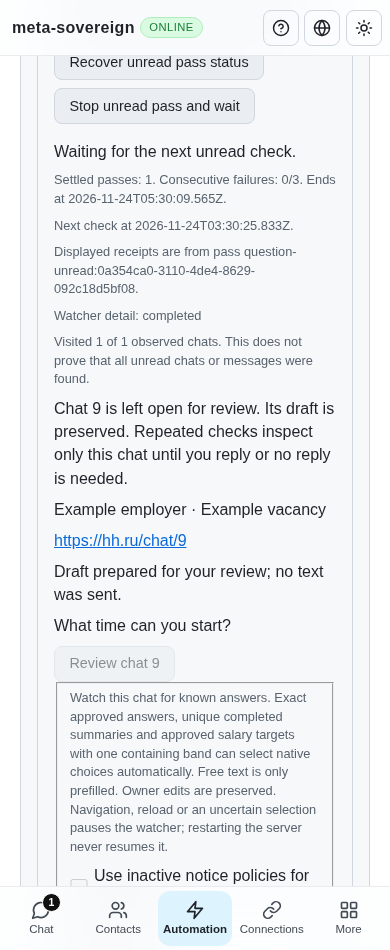 meta-sovereign ONLINE
Recover unread pass status
Stop unread pass and wait
Waiting for the next unread check.
Settled passes: 1. Consecutive failures: 0/3. Ends
at 2026-11-24T05:30:09.565Z.
Next check at 2026-11-24T03:30:25.833Z.
Displayed receipts are from pass question-
unread:0a354ca0-3110-4de4-8629-
092c18d5bf08.
Watcher detail: completed
Visited 1 of 1 observed chats. This does not
prove that all unread chats or messages were
found.
Chat 9 is left open for review. Its draft is
preserved. Repeated checks inspect
only this chat until you reply or no reply
is needed.
Example employer · Example vacancy
https://hh.ru/chat/9
Draft prepared for your review; no text
was sent.
What time can you start?
Review chat 9
Watch this chat for known answers. Exact
approved answers, unique completed
summaries and approved salary targets
with one containing band can select native
choices automatically. Free text is only
prefilled. Owner edits are preserved.
Navigation, reload or an uncertain selection
pauses the watcher; restarting the server
never resumes it.
Use inactive notice policies for
1
Chat Contacts Automation Connections More